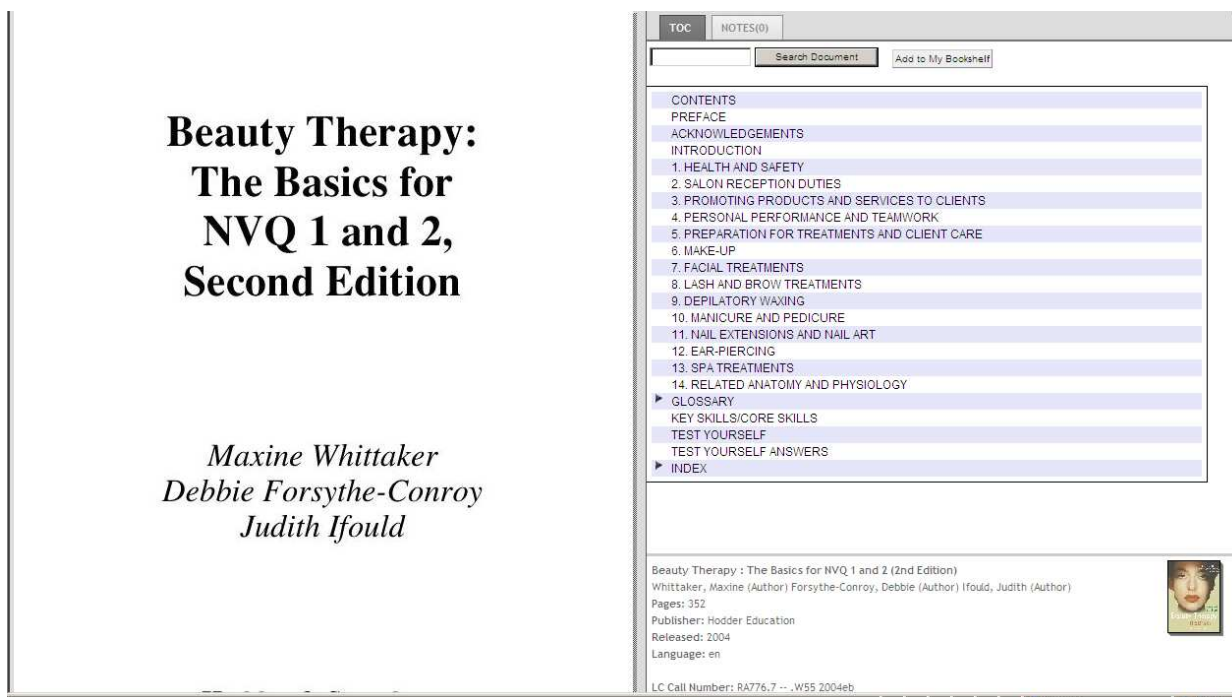 Beauty Therapy:
The Basics for
NVQ 1 and 2,
Second Edition
Maxine Whittaker
Debbie Forsythe-Conroy
Judith Ifould
TOC
NOTES(0)
Search Document
Add to My Bookshelf
CONTENTS
PREFACE
ACKNOWLEDGEMENTS
INTRODUCTION
1. HEALTH AND SAFETY
2. SALON RECEPTION DUTIES
3. PROMOTING PRODUCTS AND SERVICES TO CLIENTS
4. PERSONAL PERFORMANCE AND TEAMWORK
5. PREPARATION FOR TREATMENTS AND CLIENT CARE
6. MAKE-UP
7. FACIAL TREATMENTS
8. LASH AND BROW TREATMENTS
9. DEPILATORY WAXING
10. MANICURE AND PEDICURE
11. NAIL EXTENSIONS AND NAIL ART
12. EAR-PIERCING
13. SPA TREATMENTS
14. RELATED ANATOMY AND PHYSIOLOGY
GLOSSARY
KEY SKILLS/CORE SKILLS
TEST YOURSELF
TEST YOURSELF ANSWERS
INDEX
Beauty Therapy : The Basics for NVQ 1 and 2 (2nd Edition)
Whittaker, Maxine (Author) Forsythe-Conroy, Debbie (Author) Ifould, Judith (Author)
Pages: 352
Publisher: Hodder Education
Released: 2004
Language: en
LC Call Number: RA776.7 -- .W55 2004eb